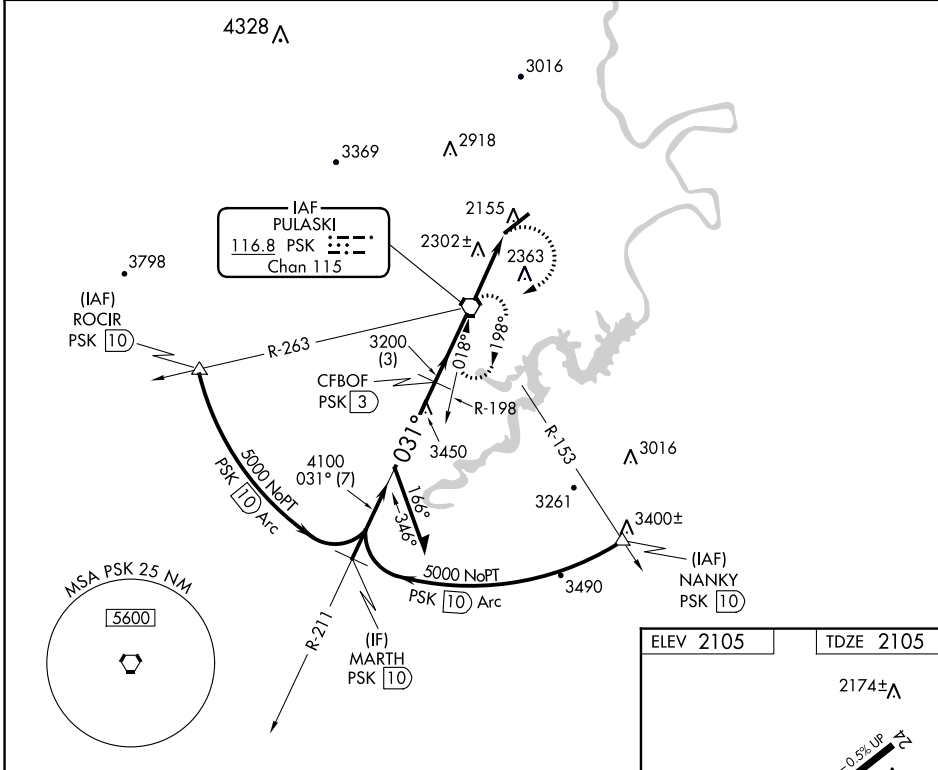 4328
3016
2918
3369
IAF
PULASKI
116.8 PSK
Chan 115
2155
2302±
2363
3798
(IAF)
ROCIR
PSK 10
R-263
3200
(3)
018°
198°
CFBOF
PSK 3
R-198
031°
3450
R-153
3016
5000 NoPT
PSK 10 Arc
4100
031° (7)
166°
346°
3261
3400±
(IAF)
NANKY
PSK 10
5000 NoPT
PSK 10 Arc
3490
MSA PSK 25 NM
5600
R-211
(IF)
MARTH
PSK 10
ELEV 2105
TDZE 2105
2174±
0.5% UP
24